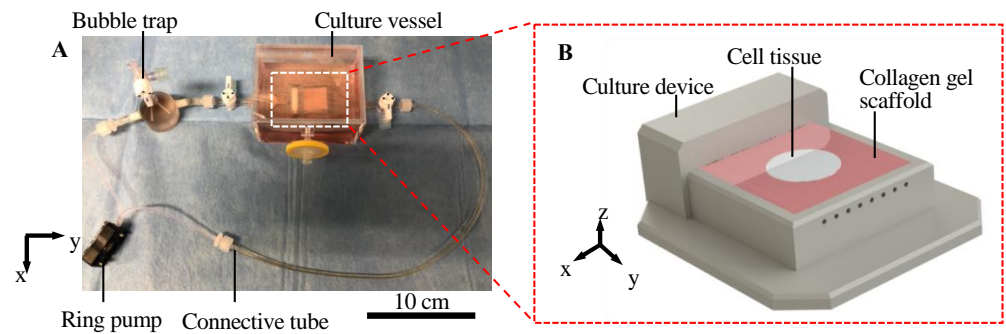 Bubble trap
Culture vessel
A
y
x
10 cm
Ring pump
Connective tube
B
Cell tissue
Culture device
Collagen gel
scaffold
z
x
y